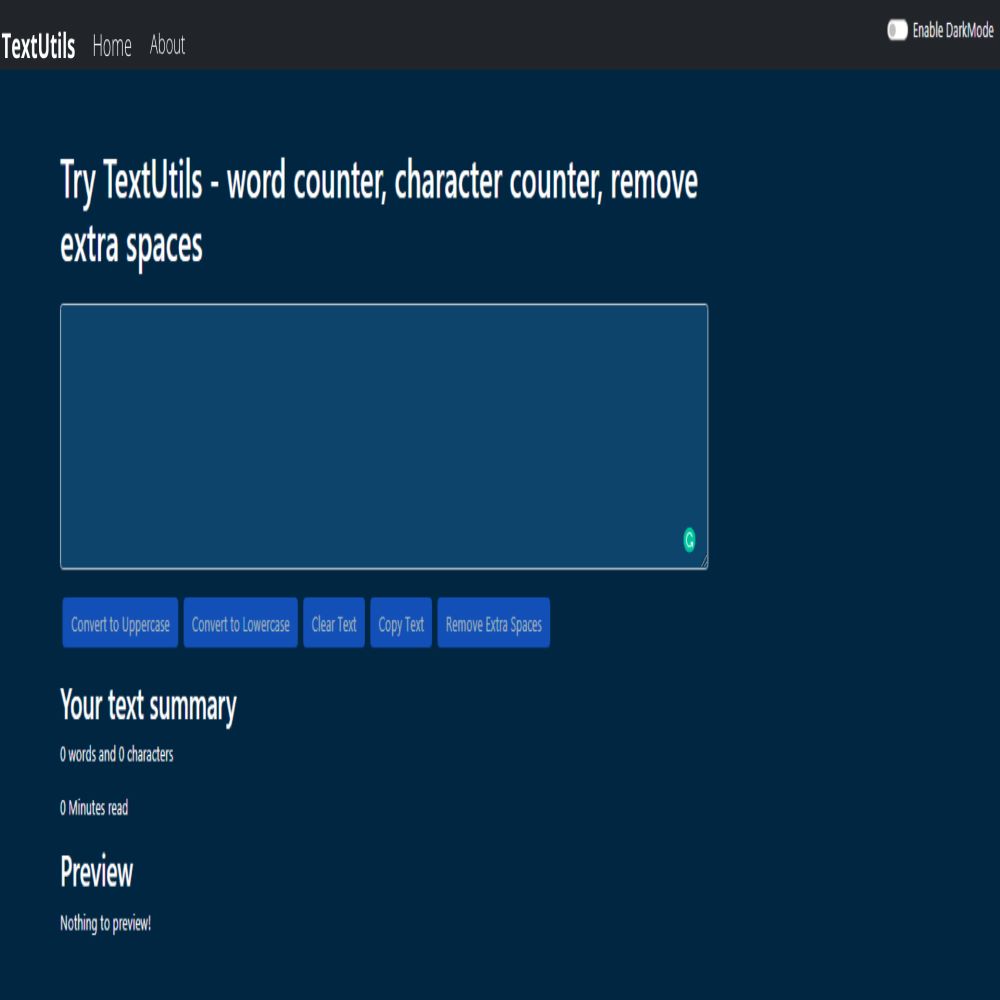 TextUtils Home About Enable DarkMode
Try TextUtils - word counter, character counter, remove
extra spaces
Convert to Uppercase Convert to Lowercase Clear Text Copy Text Remove Extra Spaces
Your text summary
0 words and 0 characters
0 Minutes read
Preview
Nothing to preview!